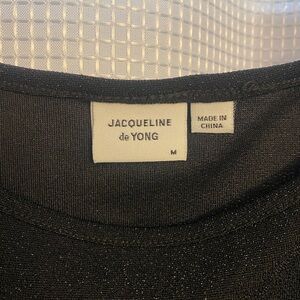 JACQUELINE
de YONG
M
MADE IN
CHINA